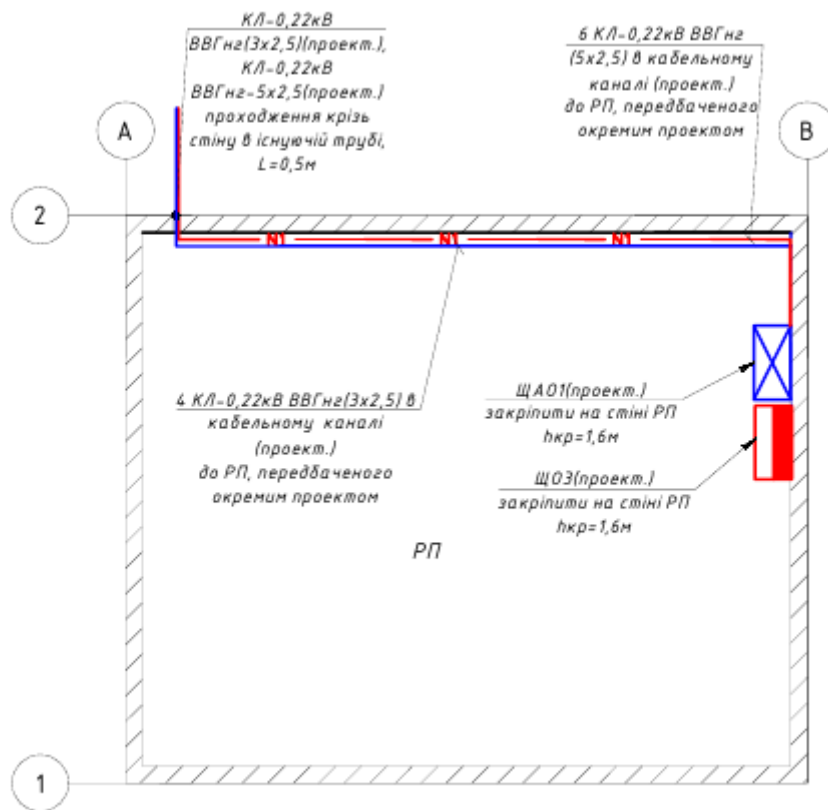 КЛ-0,22кВ
ВВГнг(3х2,5)(проект.),
КЛ-0,22кВ
ВВГнг-5х2,5(проект.)
проходження крізь
стіну в існуючій трубі,
L=0,5м
6 КЛ-0,22кВ ВВГнг
(5х2,5) в кабельному
каналі (проект.)
до РП, передбаченого
окремим проектом
А
В
2
N1 N1 N1
ЩАО1(проект.)
закріпити на стіні РП
hкр=1,6м
4 КЛ-0,22кВ ВВГнг(3х2,5) в
кабельному каналі
(проект.)
до РП, передбаченого
окремим проектом
ЩО3(проект.)
закріпити на стіні РП
hкр=1,6м
РП
1